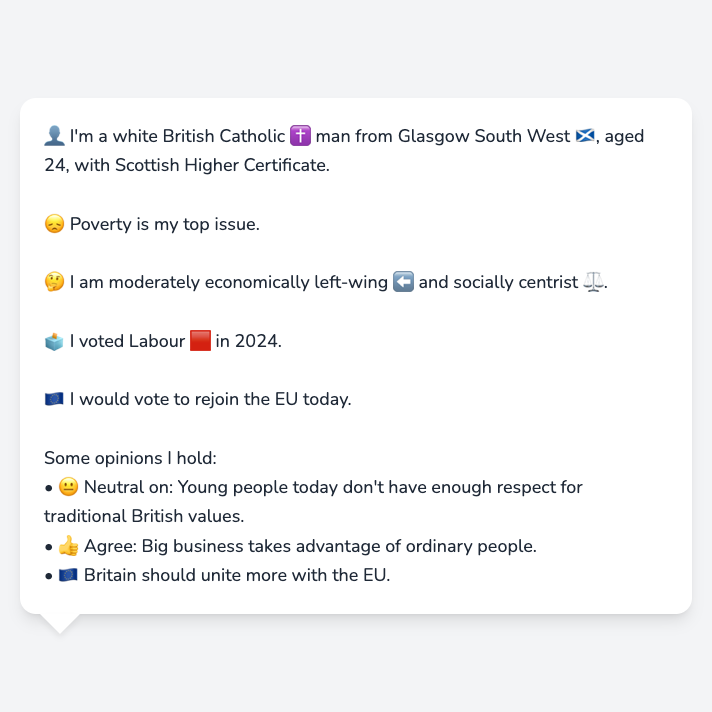 👤 I'm a white British Catholic ✝️ man from Glasgow South West 🏴󠁧󠁢󠁳󠁣󠁴󠁿, aged
24, with Scottish Higher Certificate.
😞 Poverty is my top issue.
🤔 I am moderately economically left-wing ⬅️ and socially centrist ⚖️.
🗳️ I voted Labour 🟥 in 2024.
🇪🇺 I would vote to rejoin the EU today.
Some opinions I hold:
• 😐 Neutral on: Young people today don't have enough respect for
traditional British values.
• 👍 Agree: Big business takes advantage of ordinary people.
• 🇪🇺 Britain should unite more with the EU.